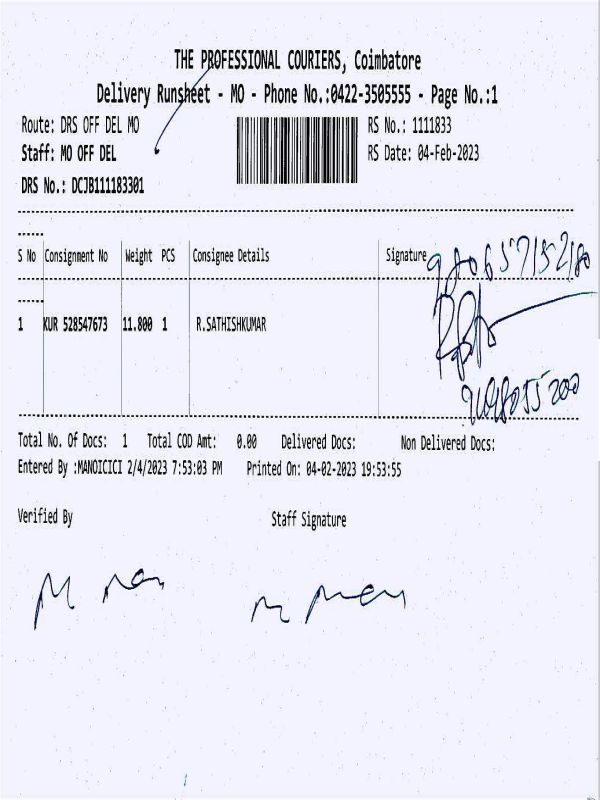 THE PROFESSIONAL COURIERS, Coimbatore
Delivery Runsheet - MO - Phone No.:0422-3505555 - Page No.:1
Route: DRS OFF DEL MO RS No.: 1111833
Staff: MO OFF DEL RS Date: 04-Feb-2023
DRS No.: DCJB111183301
S No Consignment No Weight PCS Consignee Details Signature
1 KUR 528547673 11.800 1 R.SATHISHKUMAR
Total No. Of Docs: 1 Total COD Amt: 0.00 Delivered Docs: Non Delivered Docs:
Entered By :MANOICICI 2/4/2023 7:53:03 PM Printed On: 04-02-2023 19:53:55
Verified By Staff Signature